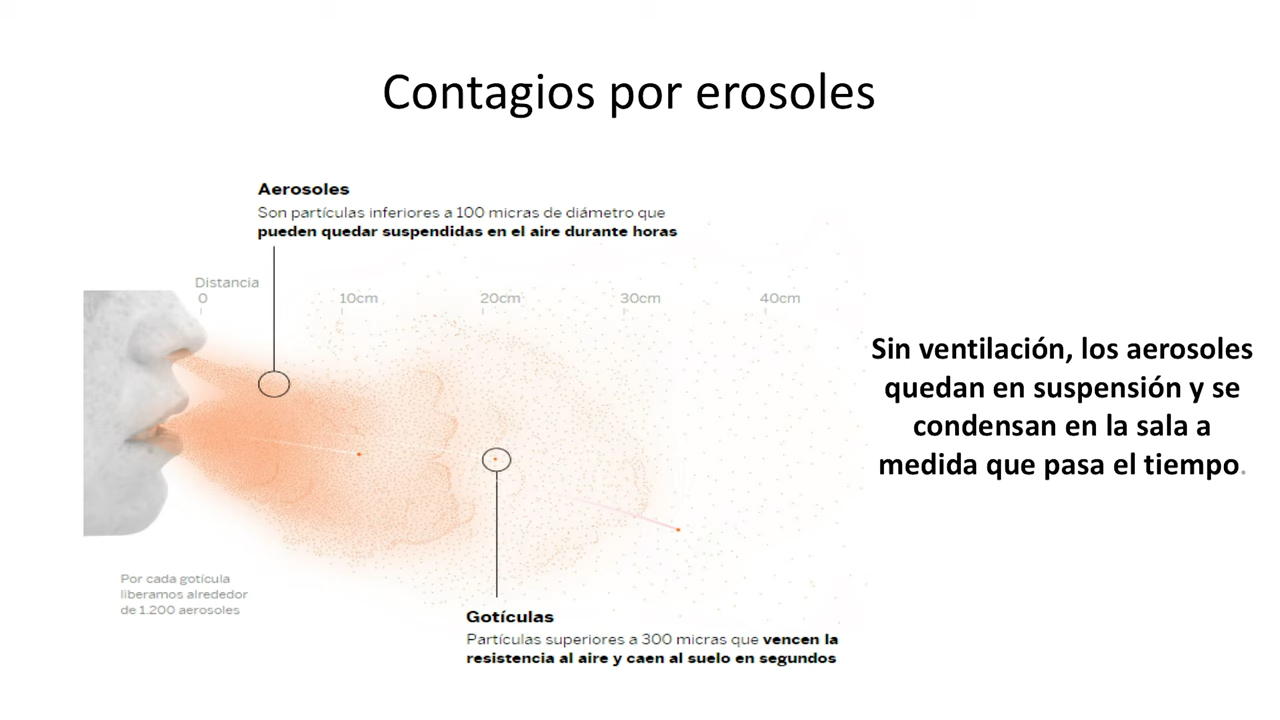 Contagios por erosoles
Aerosoles
Son partículas inferiores a 100 micras de diámetro que
pueden quedar suspendidas en el aire durante horas
Distancia
0
10cm
20cm
30cm
40cm
Sin ventilación, los aerosoles
quedan en suspensión y se
condensan en la sala a
medida que pasa el tiempo.
Por cada gotícula
liberamos alrededor
de 1.200 aerosoles
Gotículas
Partículas superiores a 300 micras que vencen la
resistencia al aire y caen al suelo en segundos